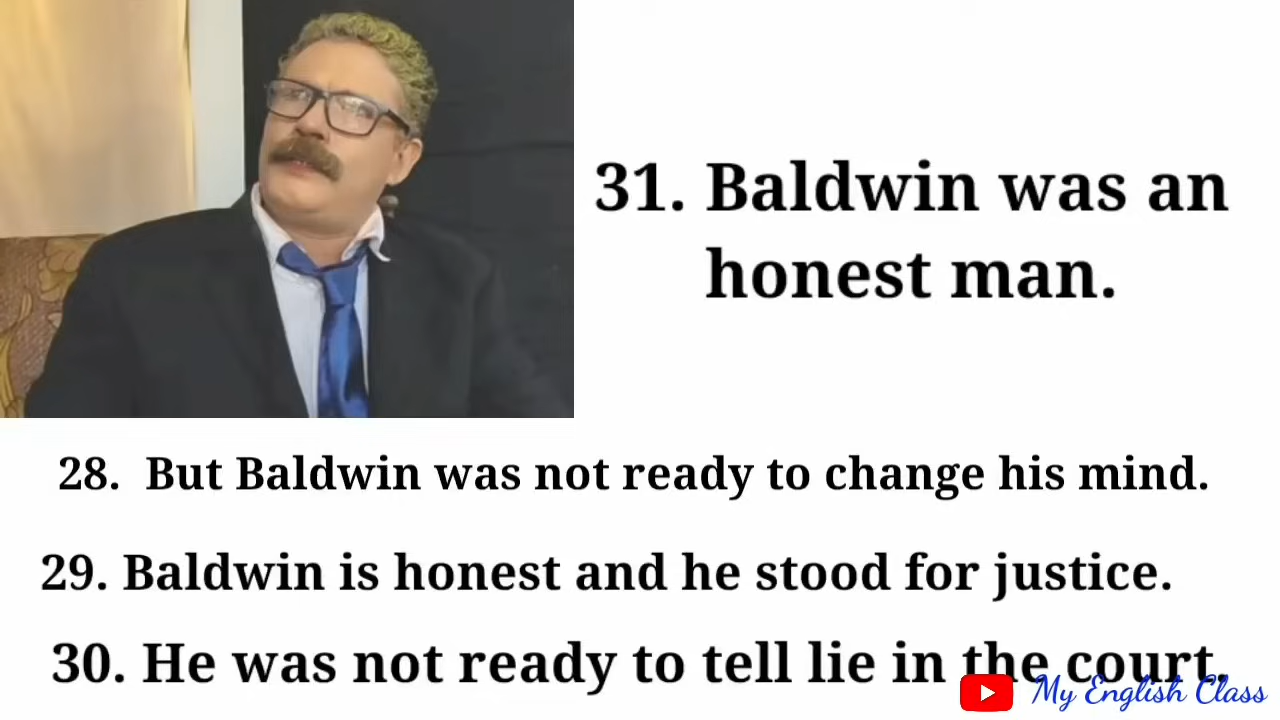 31. Baldwin was an
honest man.
28. But Baldwin was not ready to change his mind.
29. Baldwin is honest and he stood for justice.
30. He was not ready to tell lie in the court.
My English Class